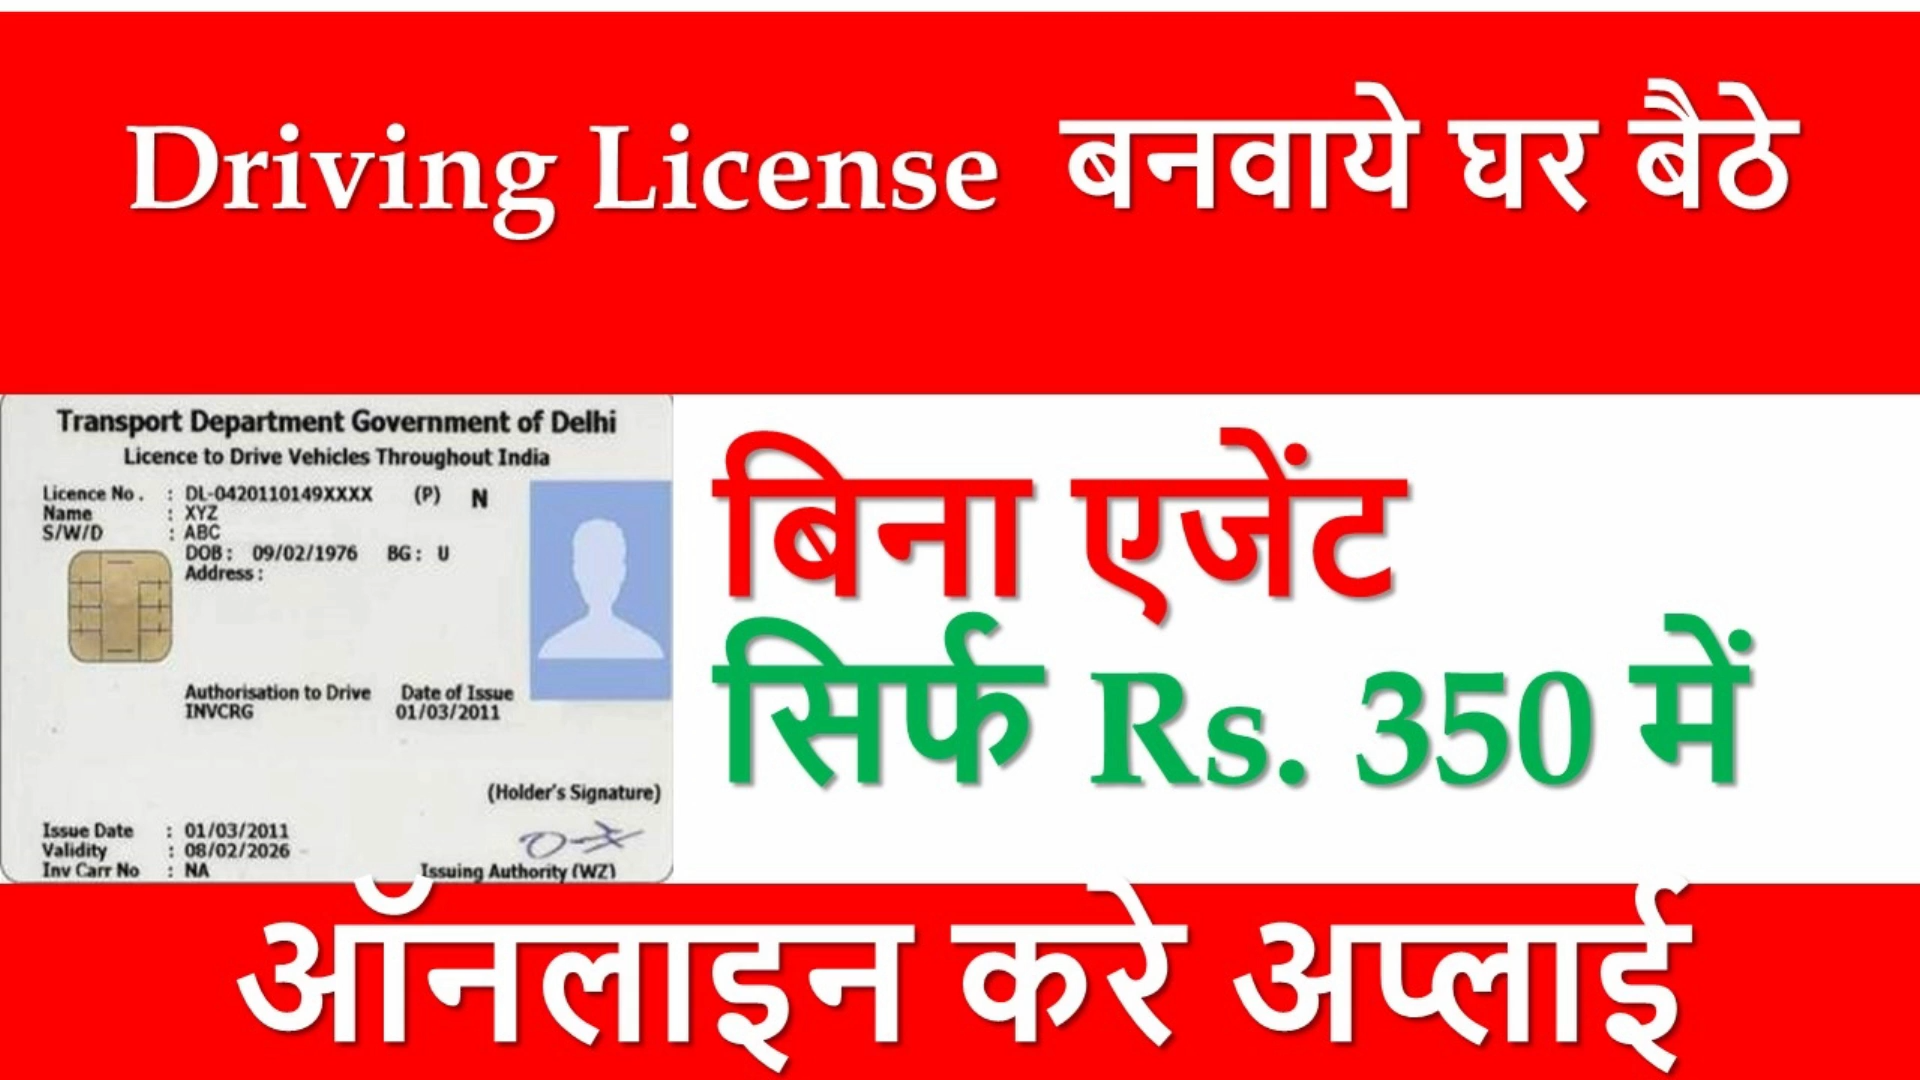 Driving License बनवाये घर बैठे
Transport Department Government of Delhi
Licence to Drive Vehicles Throughout India
Licence No. : DL-0420110149XXXX (P) N
Name : XYZ
S/W/D : ABC
DOB : 09/02/1976 BG : U
Address :
Authorisation to Drive Date of Issue
INVCRG 01/03/2011
(Holder's Signature)
Issue Date : 01/03/2011
Validity : 08/02/2026
Inv Carr No : NA
Issuing Authority (WZ)
बिना एजेंट
सिर्फ Rs. 350 में
ऑनलाइन करे अप्लाई